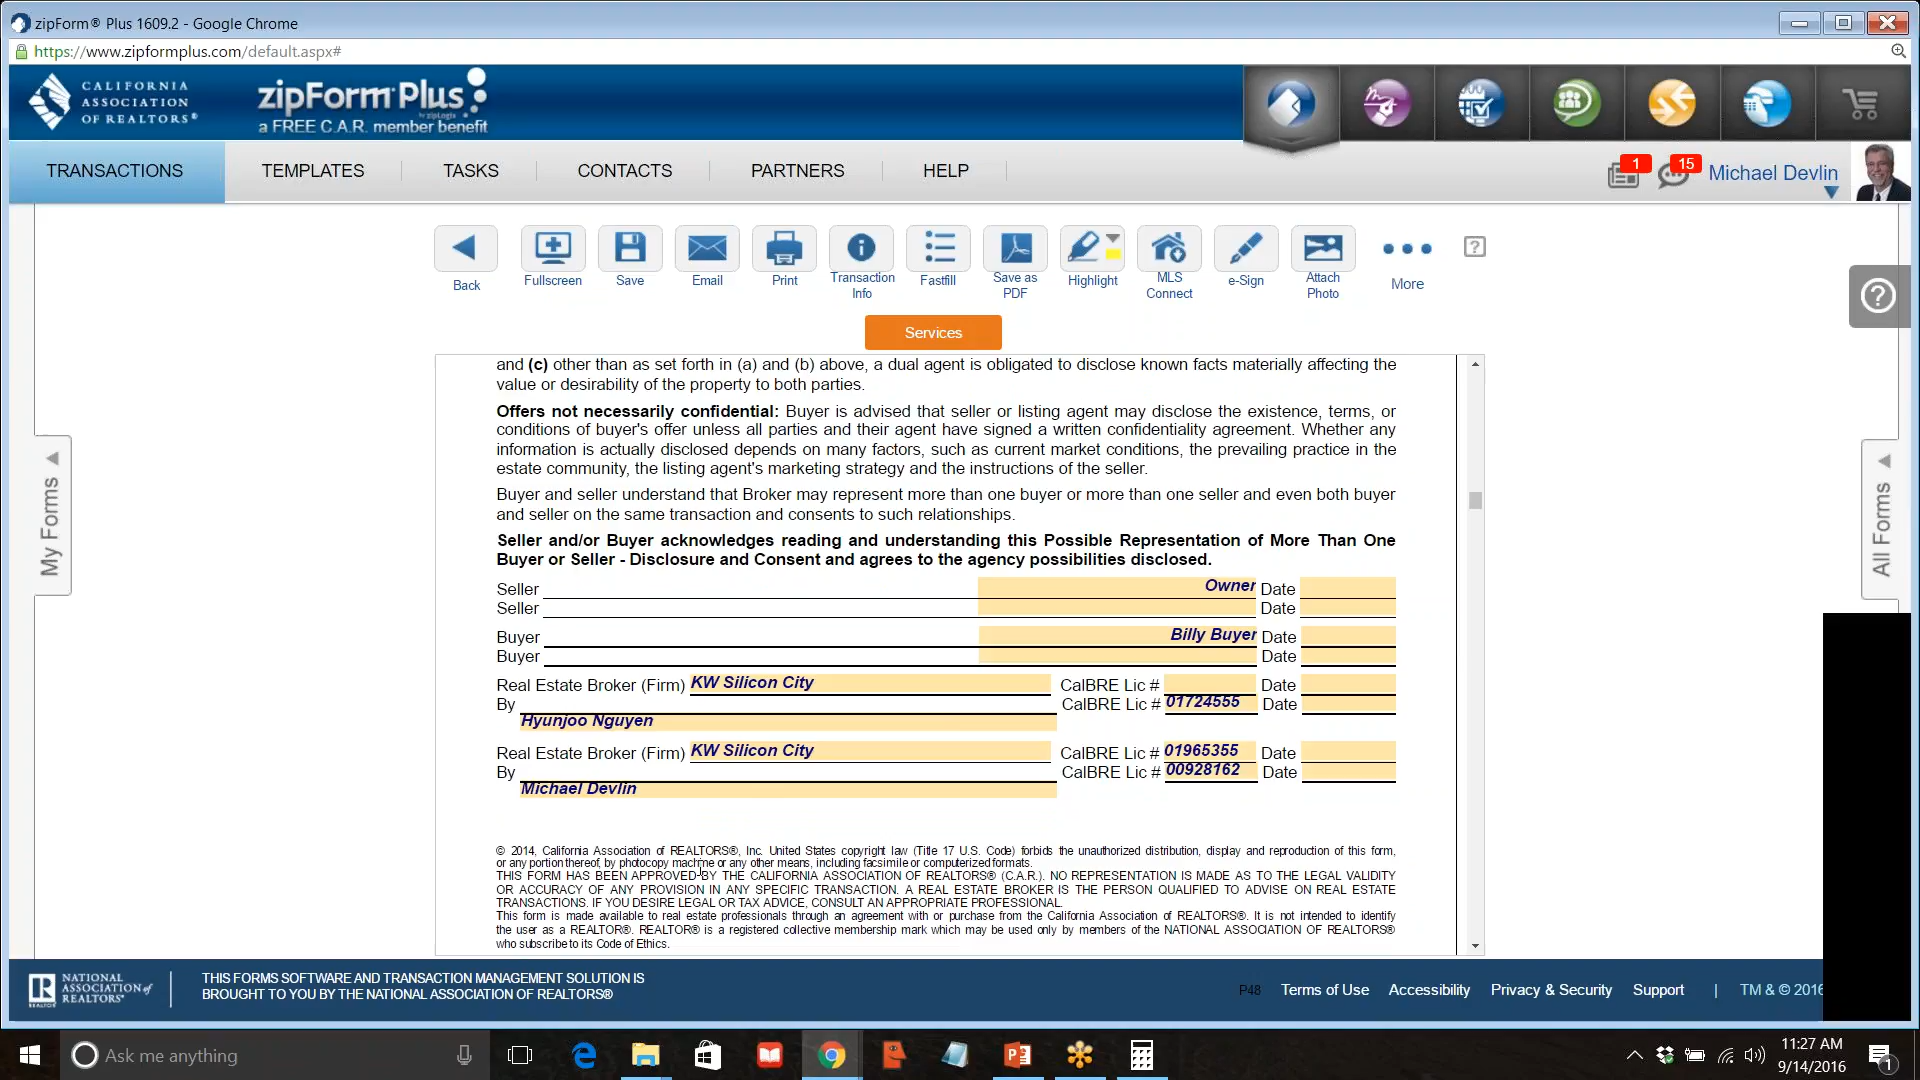 zipForm® Plus 1609.2 - Google Chrome
https://www.zipformplus.com/default.aspx#
CALIFORNIA
ASSOCIATION
OF REALTORS®
zipForm® Plus
by zipLogix
a FREE C.A.R. member benefit
TRANSACTIONS
TEMPLATES
TASKS
CONTACTS
PARTNERS
HELP
1
15
Michael Devlin
Back
Fullscreen
Save
Email
Print
Transaction
Info
Fastfill
Save as
PDF
Highlight
MLS
Connect
e-Sign
Attach
Photo
More
?
?
Services
My Forms
All Forms
and (c) other than as set forth in (a) and (b) above, a dual agent is obligated to disclose known facts materially affecting the
value or desirability of the property to both parties.
Offers not necessarily confidential: Buyer is advised that seller or listing agent may disclose the existence, terms, or
conditions of buyer's offer unless all parties and their agent have signed a written confidentiality agreement. Whether any
information is actually disclosed depends on many factors, such as current market conditions, the prevailing practice in the
estate community, the listing agent's marketing strategy and the instructions of the seller.
Buyer and seller understand that Broker may represent more than one buyer or more than one seller and even both buyer
and seller on the same transaction and consents to such relationships.
Seller and/or Buyer acknowledges reading and understanding this Possible Representation of More Than One
Buyer or Seller - Disclosure and Consent and agrees to the agency possibilities disclosed.
Seller Owner Date
Seller Date
Buyer Billy Buyer Date
Buyer Date
Real Estate Broker (Firm) KW Silicon City CalBRE Lic # Date
By CalBRE Lic # 01724555 Date
Hyunjoo Nguyen
Real Estate Broker (Firm) KW Silicon City CalBRE Lic # 01965355 Date
By CalBRE Lic # 00928162 Date
Michael Devlin
© 2014, California Association of REALTORS®, Inc. United States copyright law (Title 17 U.S. Code) forbids the unauthorized distribution, display and reproduction of this form,
or any portion thereof, by photocopy machine or any other means, including facsimile or computerized formats.
THIS FORM HAS BEEN APPROVED BY THE CALIFORNIA ASSOCIATION OF REALTORS® (C.A.R.). NO REPRESENTATION IS MADE AS TO THE LEGAL VALIDITY
OR ACCURACY OF ANY PROVISION IN ANY SPECIFIC TRANSACTION. A REAL ESTATE BROKER IS THE PERSON QUALIFIED TO ADVISE ON REAL ESTATE
TRANSACTIONS. IF YOU DESIRE LEGAL OR TAX ADVICE, CONSULT AN APPROPRIATE PROFESSIONAL.
This form is made available to real estate professionals through an agreement with or purchase from the California Association of REALTORS®. It is not intended to identify
the user as a REALTOR®. REALTOR® is a registered collective membership mark which may be used only by members of the NATIONAL ASSOCIATION OF REALTORS®
who subscribe to its Code of Ethics.
R
REALTOR®
NATIONAL
ASSOCIATION of
REALTORS®
THIS FORMS SOFTWARE AND TRANSACTION MANAGEMENT SOLUTION IS
BROUGHT TO YOU BY THE NATIONAL ASSOCIATION OF REALTORS®
P48
Terms of Use
Accessibility
Privacy & Security
Support
|
TM & © 2016
Ask me anything
11:27 AM
9/14/2016
1